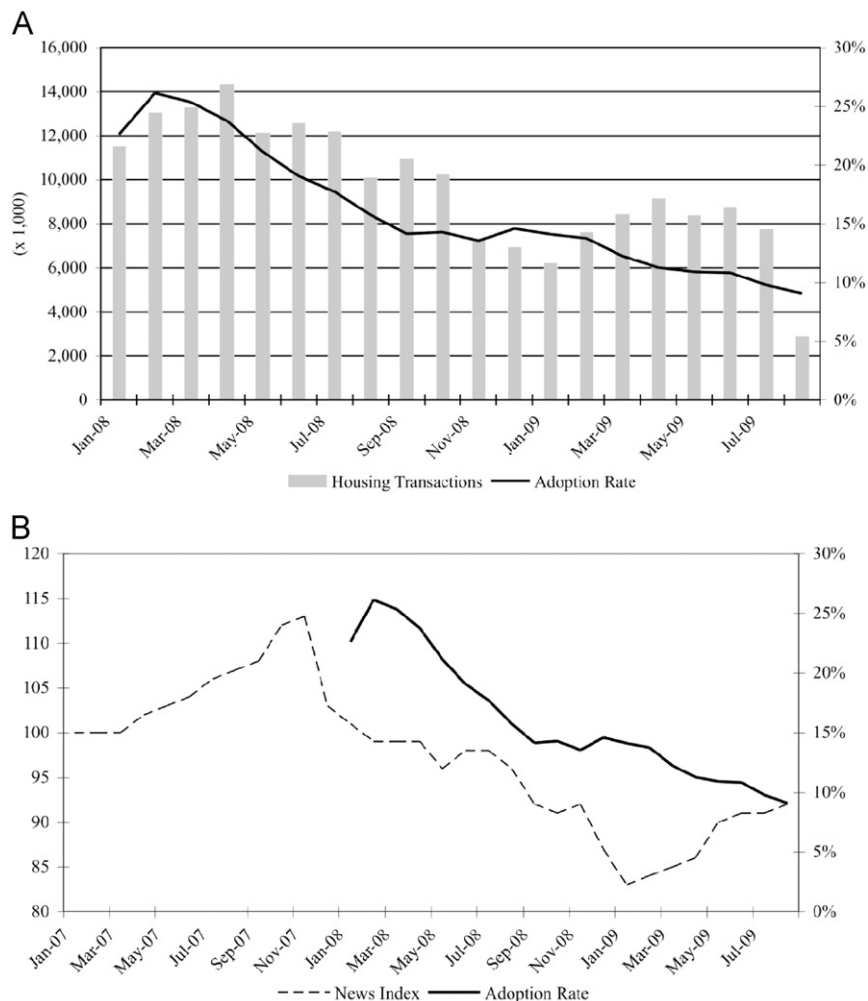 A
16,000
14,000
12,000
10,000
8,000
6,000
4,000
2,000
0
(x 1,000)
30%
25%
20%
15%
10%
5%
0%
Jan-08
Mar-08
May-08
Jul-08
Sep-08
Nov-08
Jan-09
Mar-09
May-09
Jul-09
Housing Transactions
Adoption Rate
B
120
115
110
105
100
95
90
85
80
30%
25%
20%
15%
10%
5%
0%
Jan-07
Mar-07
May-07
Jul-07
Sep-07
Nov-07
Jan-08
Mar-08
May-08
Jul-08
Sep-08
Nov-08
Jan-09
Mar-09
May-09
Jul-09
News Index
Adoption Rate